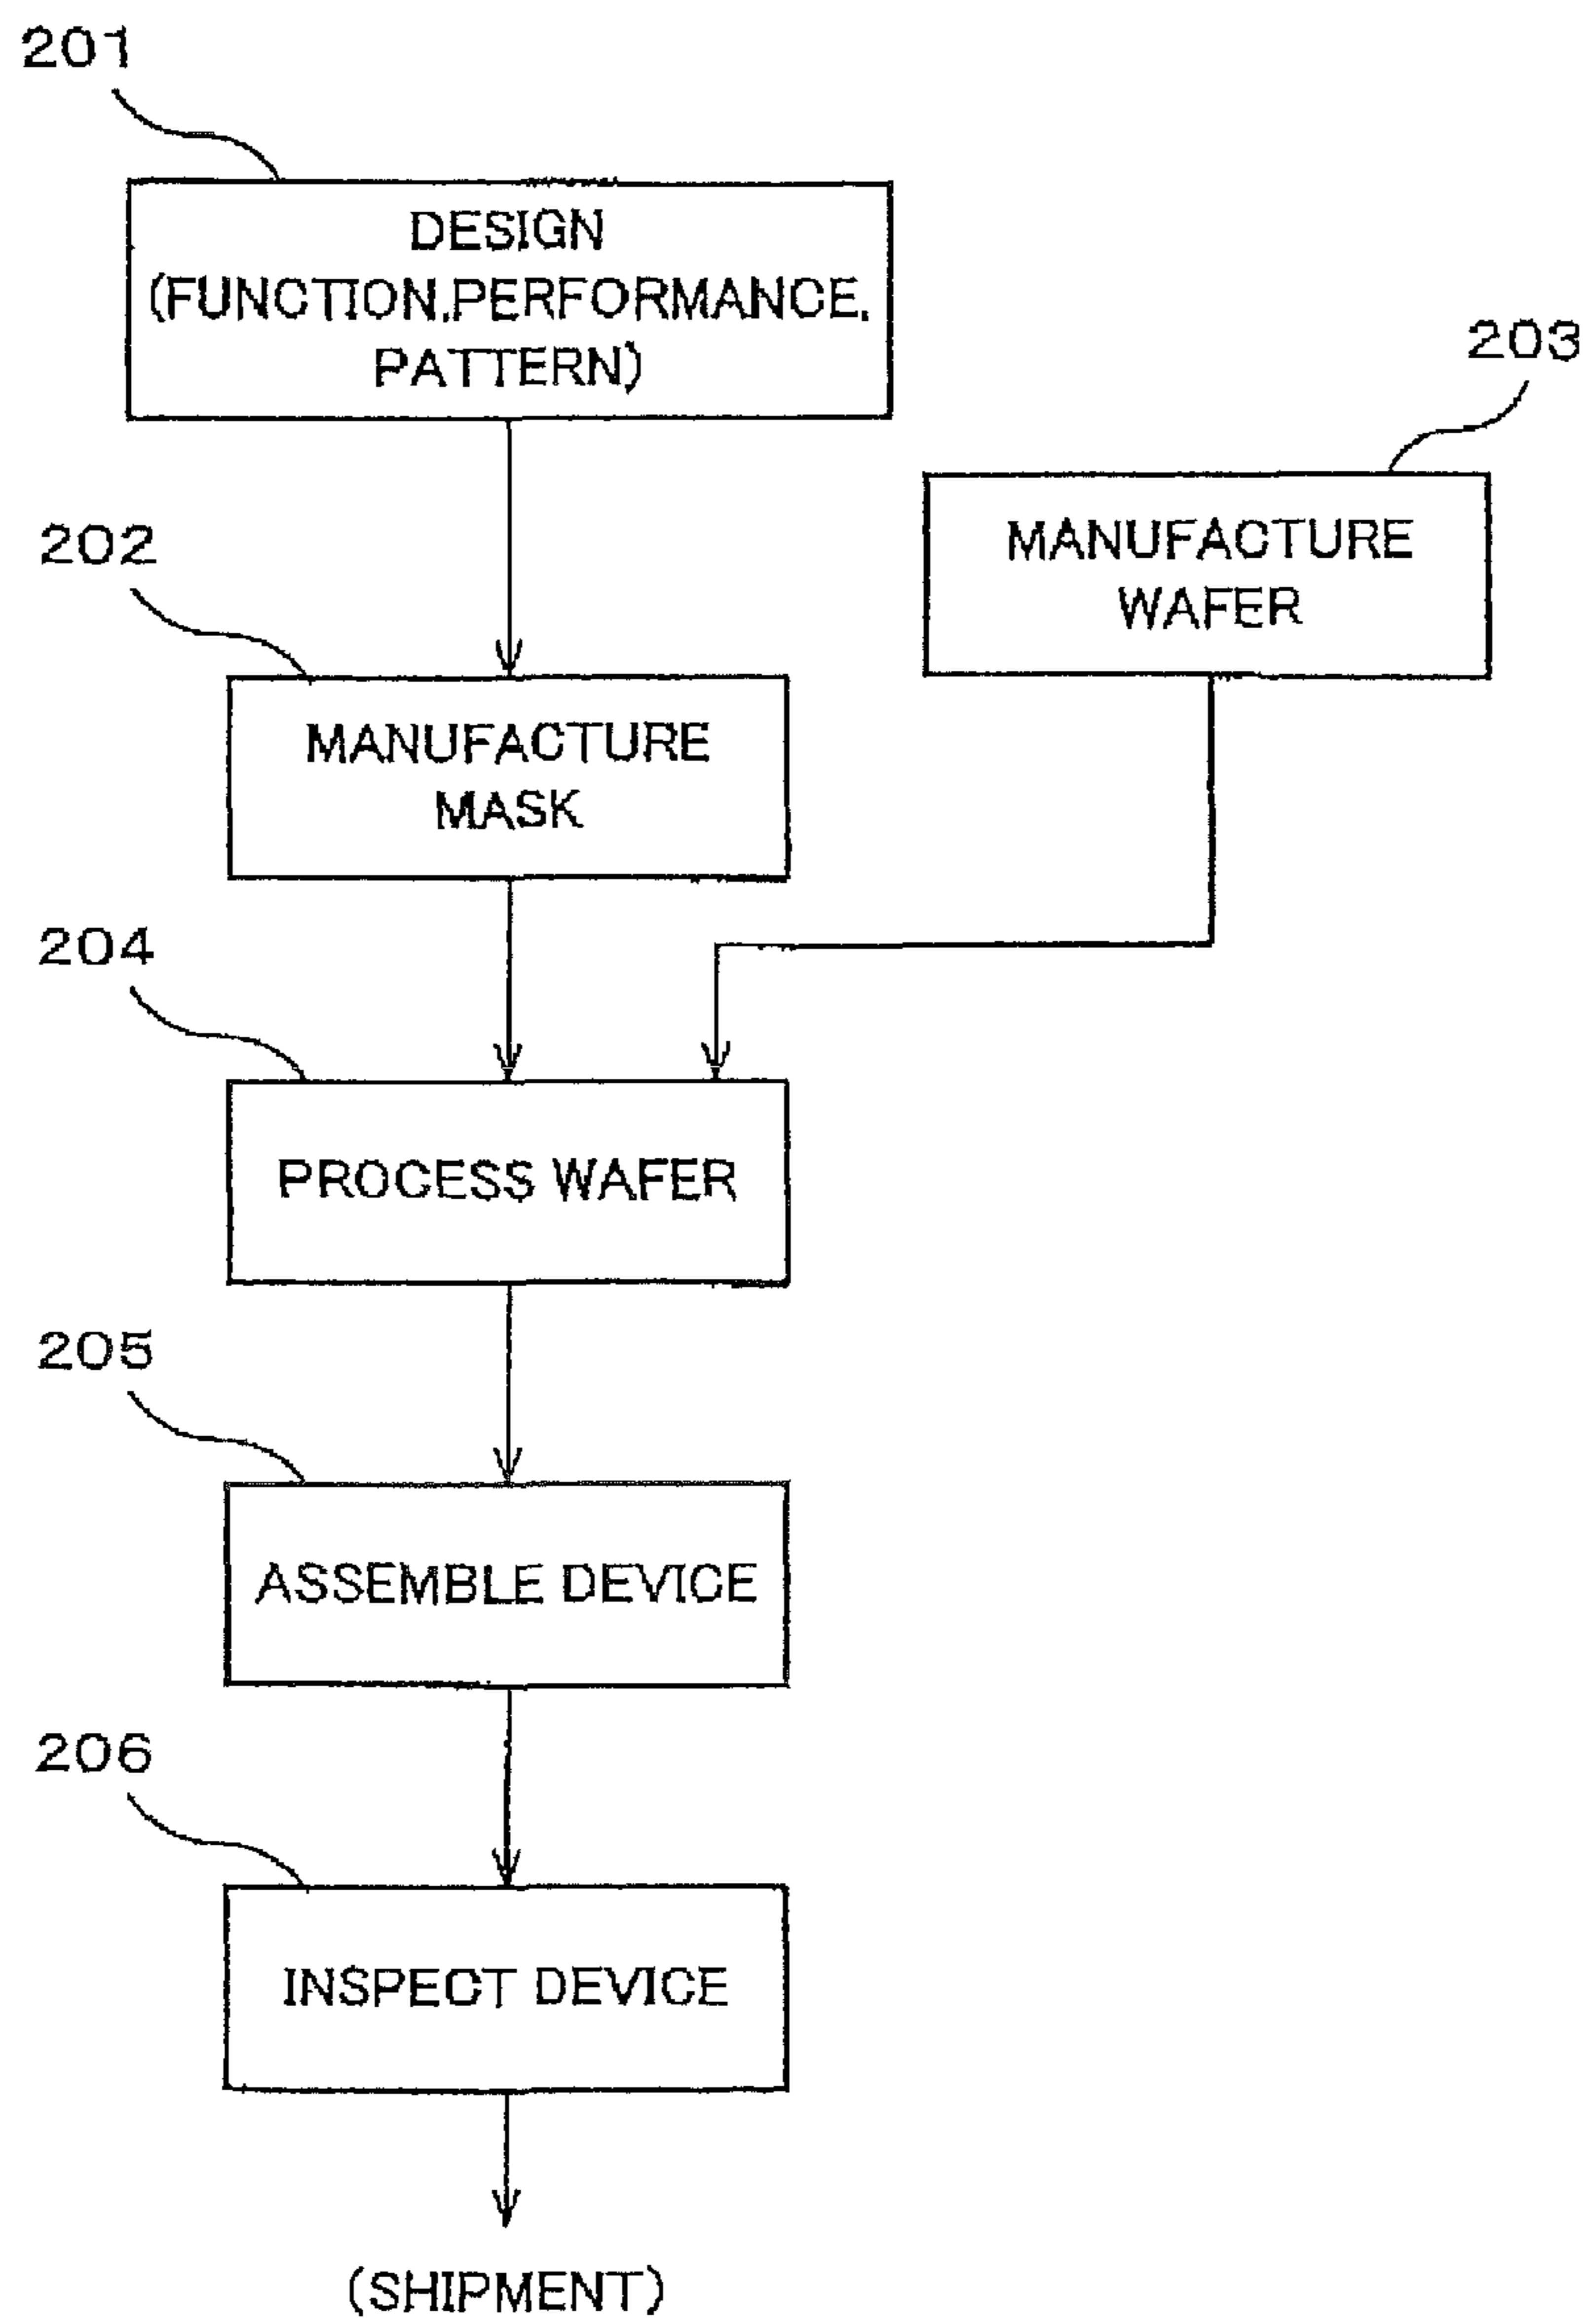 201
DESIGN
(FUNCTION,PERFORMANCE,
PATTERN)
203
MANUFACTURE
WAFER
202
MANUFACTURE
MASK
204
PROCESS WAFER
205
ASSEMBLE DEVICE
206
INSPECT DEVICE
(SHIPMENT)